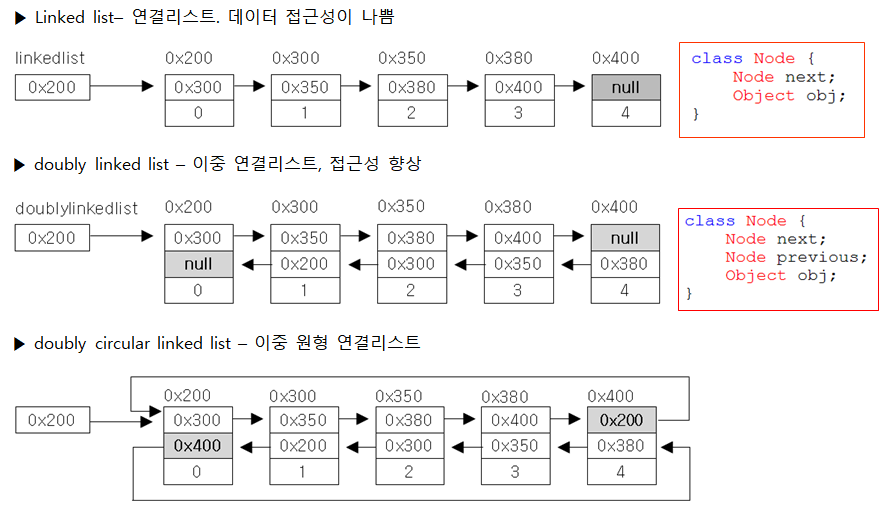 ▶ Linked list– 연결리스트. 데이터 접근성이 나쁨
linkedlist 0x200 0x300 0x350 0x380 0x400
0x200 0x300 0x350 0x380 0x400 null
0 1 2 3 4
class Node {
Node next;
Object obj;
}
▶ doubly linked list – 이중 연결리스트, 접근성 향상
doublylinkedlist 0x200 0x300 0x350 0x380 0x400
0x200 0x300 0x350 0x380 0x400 null
null 0x200 0x300 0x350 0x380
0 1 2 3 4
class Node {
Node next;
Node previous;
Object obj;
}
▶ doubly circular linked list – 이중 원형 연결리스트
0x200 0x300 0x350 0x380 0x400
0x200 0x300 0x350 0x380 0x400 0x200
0x400 0x200 0x300 0x350 0x380
0 1 2 3 4